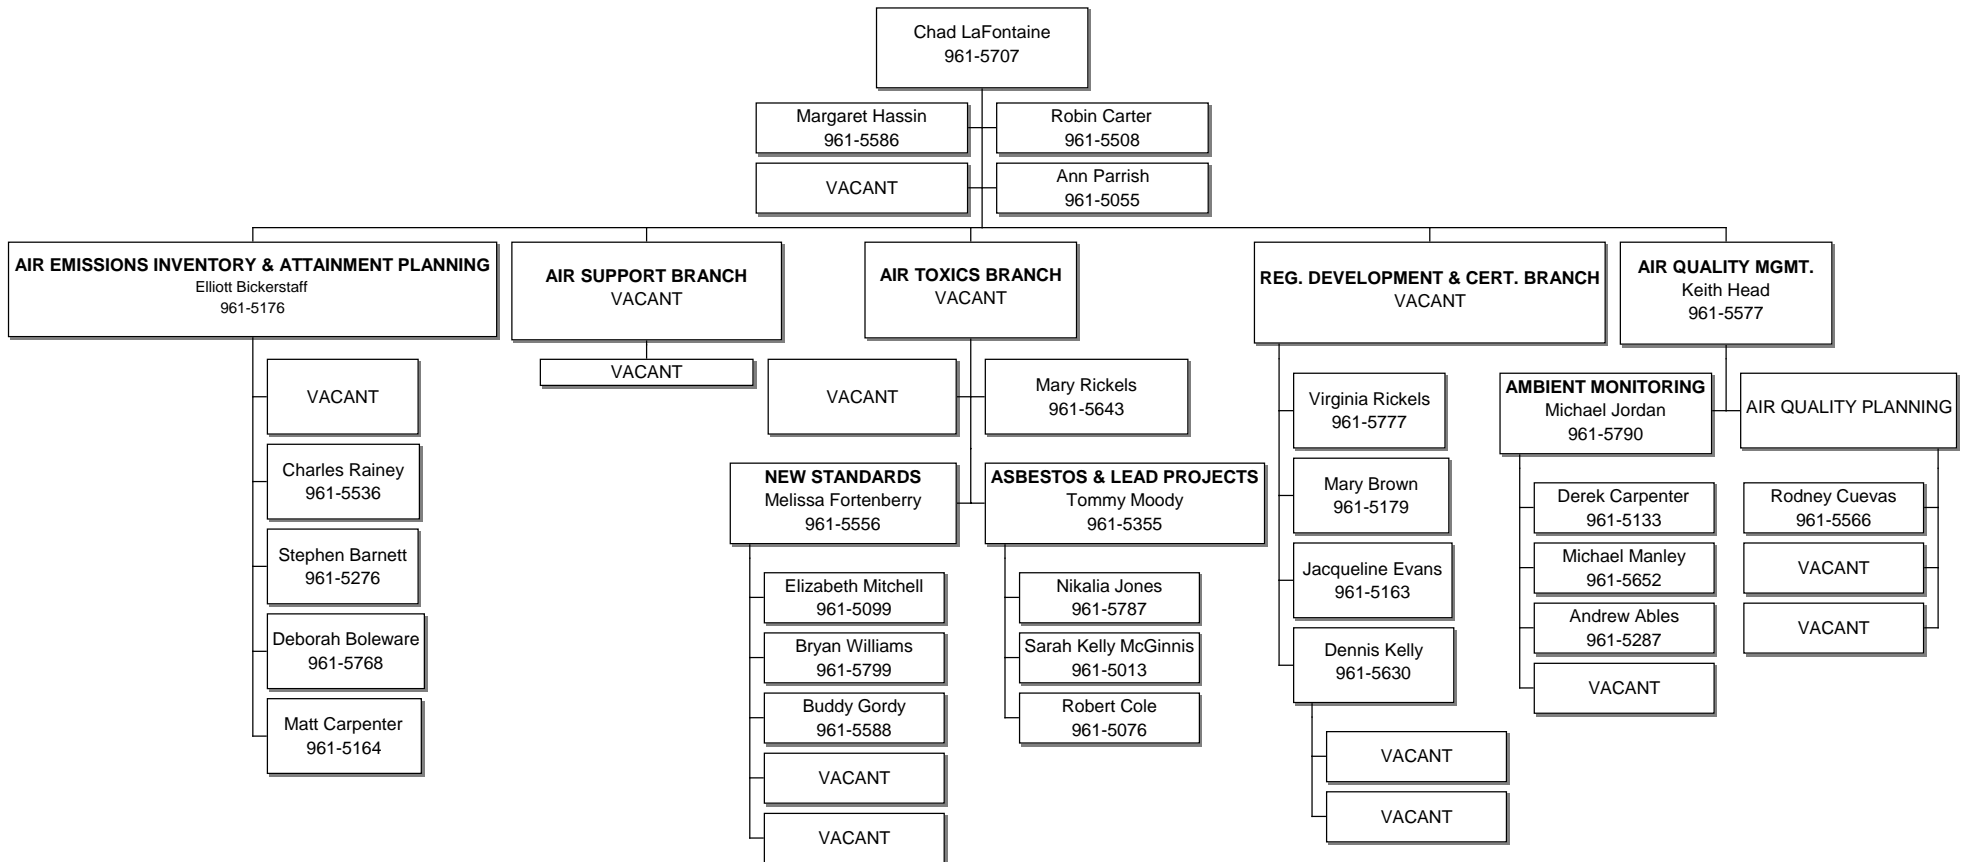 Chad LaFontaine
961-5707
Margaret Hassin
961-5586
Robin Carter
961-5508
VACANT
Ann Parrish
961-5055
AIR EMISSIONS INVENTORY & ATTAINMENT PLANNING
Elliott Bickerstaff
961-5176
AIR SUPPORT BRANCH
VACANT
AIR TOXICS BRANCH
VACANT
REG. DEVELOPMENT & CERT. BRANCH
VACANT
AIR QUALITY MGMT.
Keith Head
961-5577
VACANT
Charles Rainey
961-5536
Stephen Barnett
961-5276
Deborah Boleware
961-5768
Matt Carpenter
961-5164
VACANT
VACANT
Mary Rickels
961-5643
NEW STANDARDS
Melissa Fortenberry
961-5556
Elizabeth Mitchell
961-5099
Bryan Williams
961-5799
Buddy Gordy
961-5588
VACANT
VACANT
ASBESTOS & LEAD PROJECTS
Tommy Moody
961-5355
Nikalia Jones
961-5787
Sarah Kelly McGinnis
961-5013
Robert Cole
961-5076
Virginia Rickels
961-5777
Mary Brown
961-5179
Jacqueline Evans
961-5163
Dennis Kelly
961-5630
VACANT
VACANT
AMBIENT MONITORING
Michael Jordan
961-5790
Derek Carpenter
961-5133
Michael Manley
961-5652
Andrew Ables
961-5287
VACANT
AIR QUALITY PLANNING
Rodney Cuevas
961-5566
VACANT
VACANT